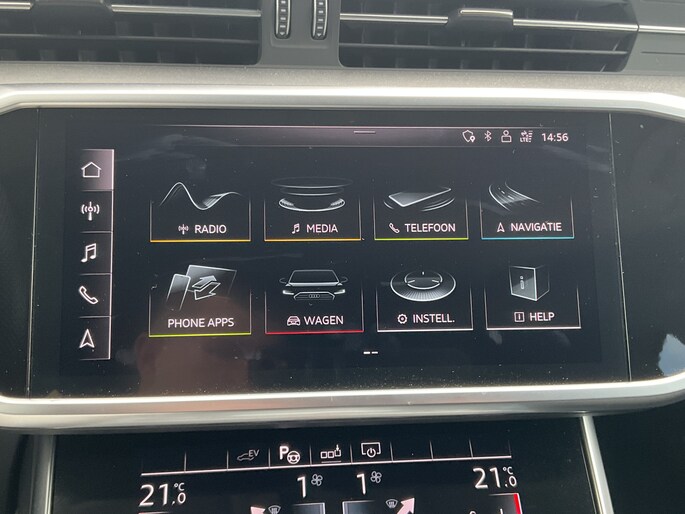 14:56
RADIO MEDIA TELEFOON NAVIGATIE
PHONE APPS WAGEN INSTELL. HELP
EV P
21.0 °C 1 1 21.0 °C